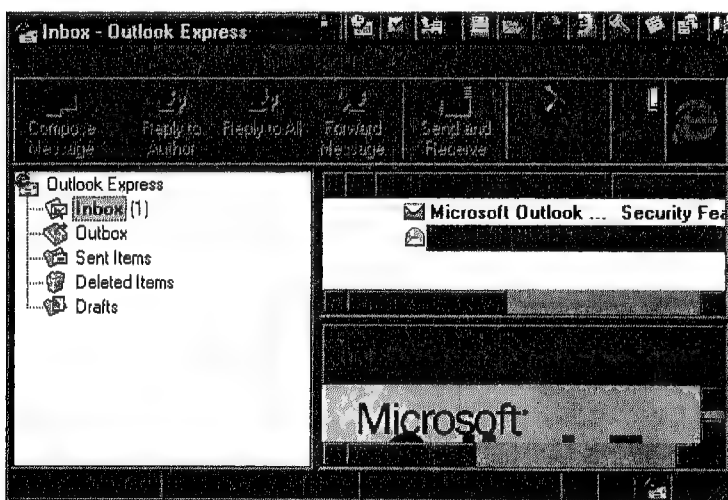 Inbox - Outlook Express
Compose Message
Reply to Author
Reply to All
Forward Message
Send and Receive
Outlook Express
Inbox (1)
Outbox
Sent Items
Deleted Items
Drafts
Microsoft Outlook ... Security Fea
Microsoft